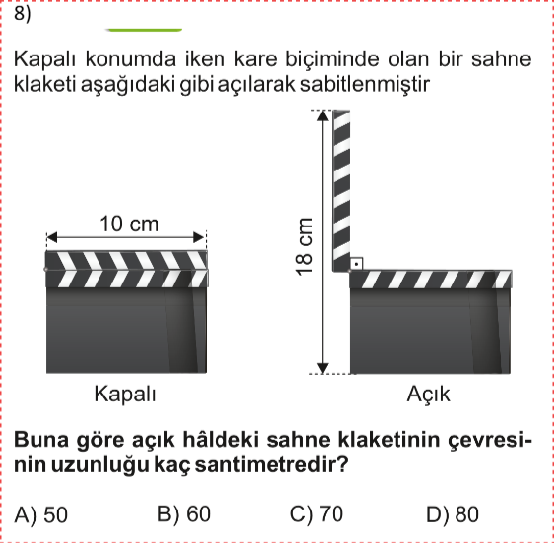 8)
Kapalı konumda iken kare biçiminde olan bir sahne
klaketi aşağıdaki gibi açılarak sabitlenmiştir
10 cm
18 cm
Kapalı
Açık
Buna göre açık hâldeki sahne klaketinin çevresi-
nin uzunluğu kaç santimetredir?
A) 50 B) 60 C) 70 D) 80